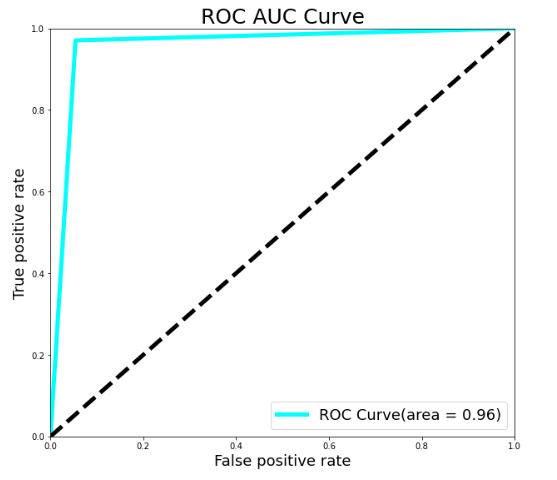 ROC AUC Curve
1.0
0.8
0.6
0.4
0.2
0.0
True positive rate
ROC Curve(area = 0.96)
0.0 0.2 0.4 0.6 0.8 1.0
False positive rate